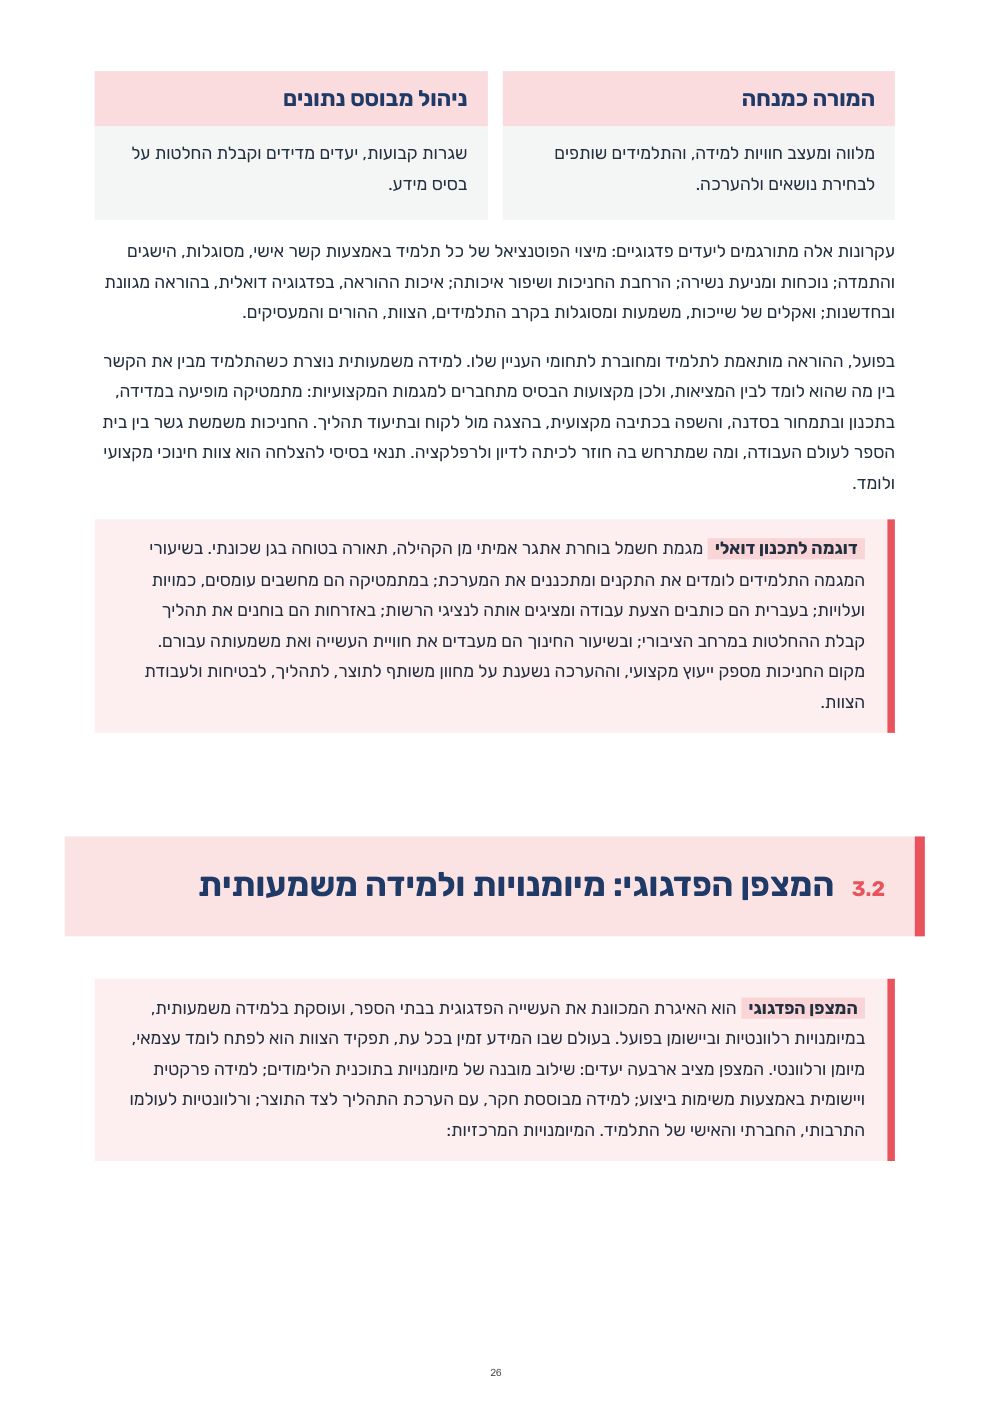 המורה כמנחה
מלווה ומעצב חוויות למידה, והתלמידים שותפים
לבחירת נושאים ולהערכה.
ניהול מבוסס נתונים
שגרות קבועות, יעדים מדידים וקבלת החלטות על
בסיס מידע.
עקרונות אלה מתורגמים ליעדים פדגוגיים: מיצוי הפוטנציאל של כל תלמיד באמצעות קשר אישי, מסוגלות, הישגים
והתמדה; נוכחות ומניעת נשירה; הרחבת החניכות ושיפור איכותה; איכות ההוראה, בפדגוגיה דואלית, בהוראה מגוונת
ובחדשנות; ואקלים של שייכות, משמעות ומסוגלות בקרב התלמידים, הצוות, ההורים והמעסיקים.
בפועל, ההוראה מותאמת לתלמיד ומחוברת לתחומי העניין שלו. למידה משמעותית נוצרת כשהתלמיד מבין את הקשר
בין מה שהוא לומד לבין המציאות, ולכן מקצועות הבסיס מתחברים למגמות המקצועיות: מתמטיקה מופיעה במדידה,
בתכנון ובתמחור בסדנה, והשפה בכתיבה מקצועית, בהצגה מול לקוח ובתיעוד תהליך. החניכות משמשת גשר בין בית
הספר לעולם העבודה, ומה שמתרחש בה חוזר לכיתה לדיון ולרפלקציה. תנאי בסיסי להצלחה הוא צוות חינוכי מקצועי
ולומד.
דוגמה לתכנון דואלי מגמת חשמל בוחרת אתגר אמיתי מן הקהילה, תאורה בטוחה בגן שכונתי. בשיעורי
המגמה התלמידים לומדים את התקנים ומתכננים את המערכת; במתמטיקה הם מחשבים עומסים, כמויות
ועלויות; בעברית הם כותבים הצעת עבודה ומציגים אותה לנציגי הרשות; באזרחות הם בוחנים את תהליך
קבלת ההחלטות במרחב הציבורי; ובשיעור החינוך הם מעבדים את חוויית העשייה ואת משמעותה עבורם.
מקום החניכות מספק ייעוץ מקצועי, וההערכה נשענת על מחוון משותף לתוצר, לתהליך, לבטיחות ולעבודת
הצוות.
3.2 המצפן הפדגוגי: מיומנויות ולמידה משמעותית
המצפן הפדגוגי הוא האיגרת המכוונת את העשייה הפדגוגית בבתי הספר, ועוסקת בלמידה משמעותית,
במיומנויות רלוונטיות וביישומן בפועל. בעולם שבו המידע זמין בכל עת, תפקיד הצוות הוא לפתח לומד עצמאי,
מיומן ורלוונטי. המצפן מציב ארבעה יעדים: שילוב מובנה של מיומנויות בתוכנית הלימודים; למידה פרקטית
ויישומית באמצעות משימות ביצוע; למידה מבוססת חקר, עם הערכת התהליך לצד התוצר; ורלוונטיות לעולמו
התרבותי, החברתי והאישי של התלמיד. המיומנויות המרכזיות:
26